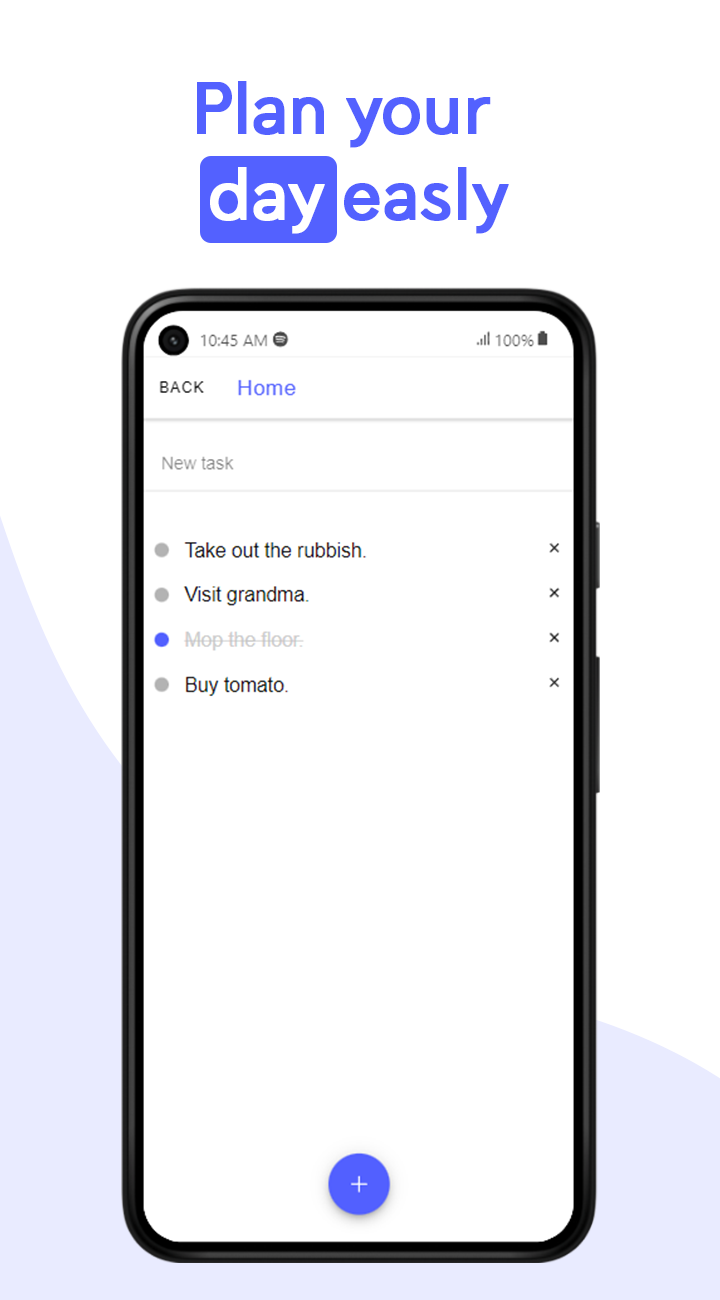 Plan your
day easly
10:45 AM 100%
BACK Home
New task
Take out the rubbish. ×
Visit grandma. ×
Mop the floor. ×
Buy tomato. ×
+